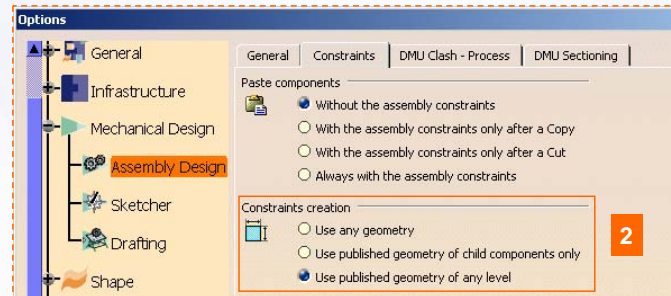 Options
General
Infrastructure
Mechanical Design
Assembly Design
Sketcher
Drafting
Shape
General Constraints DMU Clash - Process DMU Sectioning
Paste components
Without the assembly constraints
With the assembly constraints only after a Copy
With the assembly constraints only after a Cut
Always with the assembly constraints
Constraints creation
Use any geometry
Use published geometry of child components only
Use published geometry of any level
2